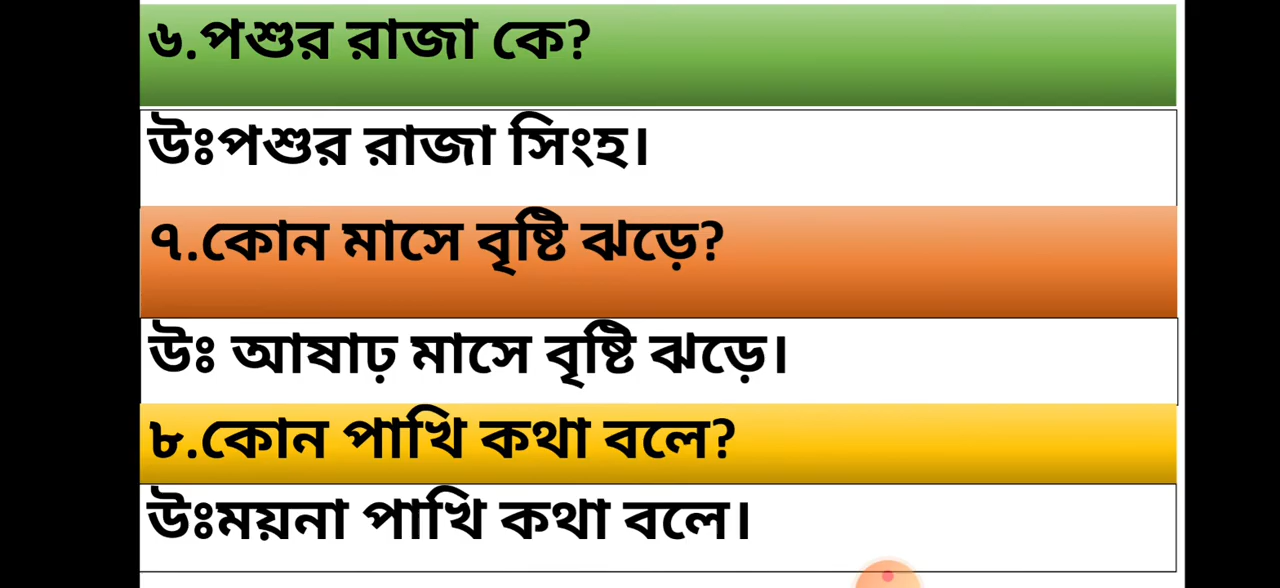 ৬.পশুর রাজা কে?
উঃপশুর রাজা সিংহ।
৭.কোন মাসে বৃষ্টি ঝড়ে?
উঃ আষাঢ় মাসে বৃষ্টি ঝড়ে।
৮.কোন পাখি কথা বলে?
উঃময়না পাখি কথা বলে।